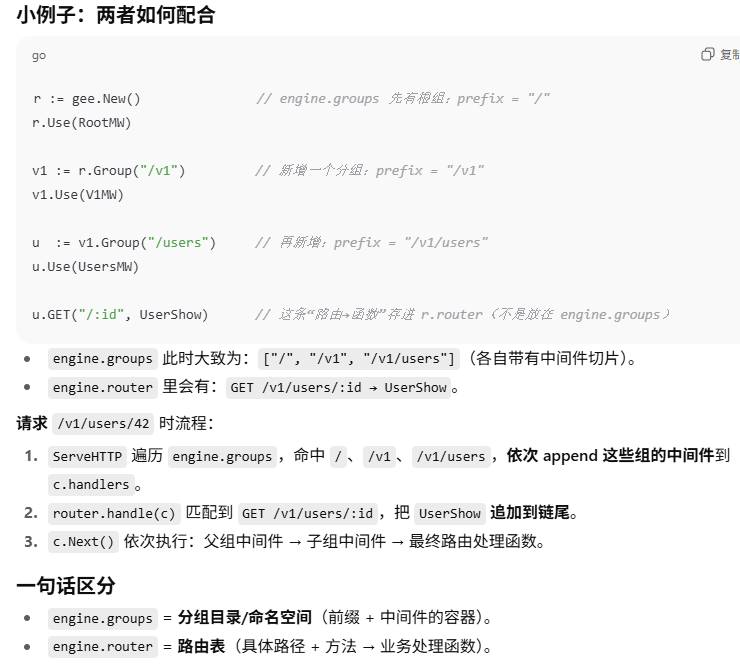 小例子：两者如何配合
go
复制
r := gee.New() // engine.groups 先有根组：prefix = "/"
r.Use(RootMW)
v1 := r.Group("/v1") // 新增一个分组：prefix = "/v1"
v1.Use(V1MW)
u := v1.Group("/users") // 再新增：prefix = "/v1/users"
u.Use(UsersMW)
u.GET("/:id", UserShow) // 这条“路由→函数”存进 r.router（不是放在 engine.groups）
• engine.groups 此时大致为：["/", "/v1", "/v1/users"]（各自带有中间件切片）。
• engine.router 里会有：GET /v1/users/:id → UserShow。
请求 /v1/users/42 时流程：
1. ServeHTTP 遍历 engine.groups，命中 /、/v1、/v1/users，依次 append 这些组的中间件到
c.handlers。
2. router.handle(c) 匹配到 GET /v1/users/:id，把 UserShow 追加到链尾。
3. c.Next() 依次执行：父组中间件 → 子组中间件 → 最终路由处理函数。
一句话区分
• engine.groups = 分组目录/命名空间（前缀 + 中间件的容器）。
• engine.router = 路由表（具体路径 + 方法 → 业务处理函数）。